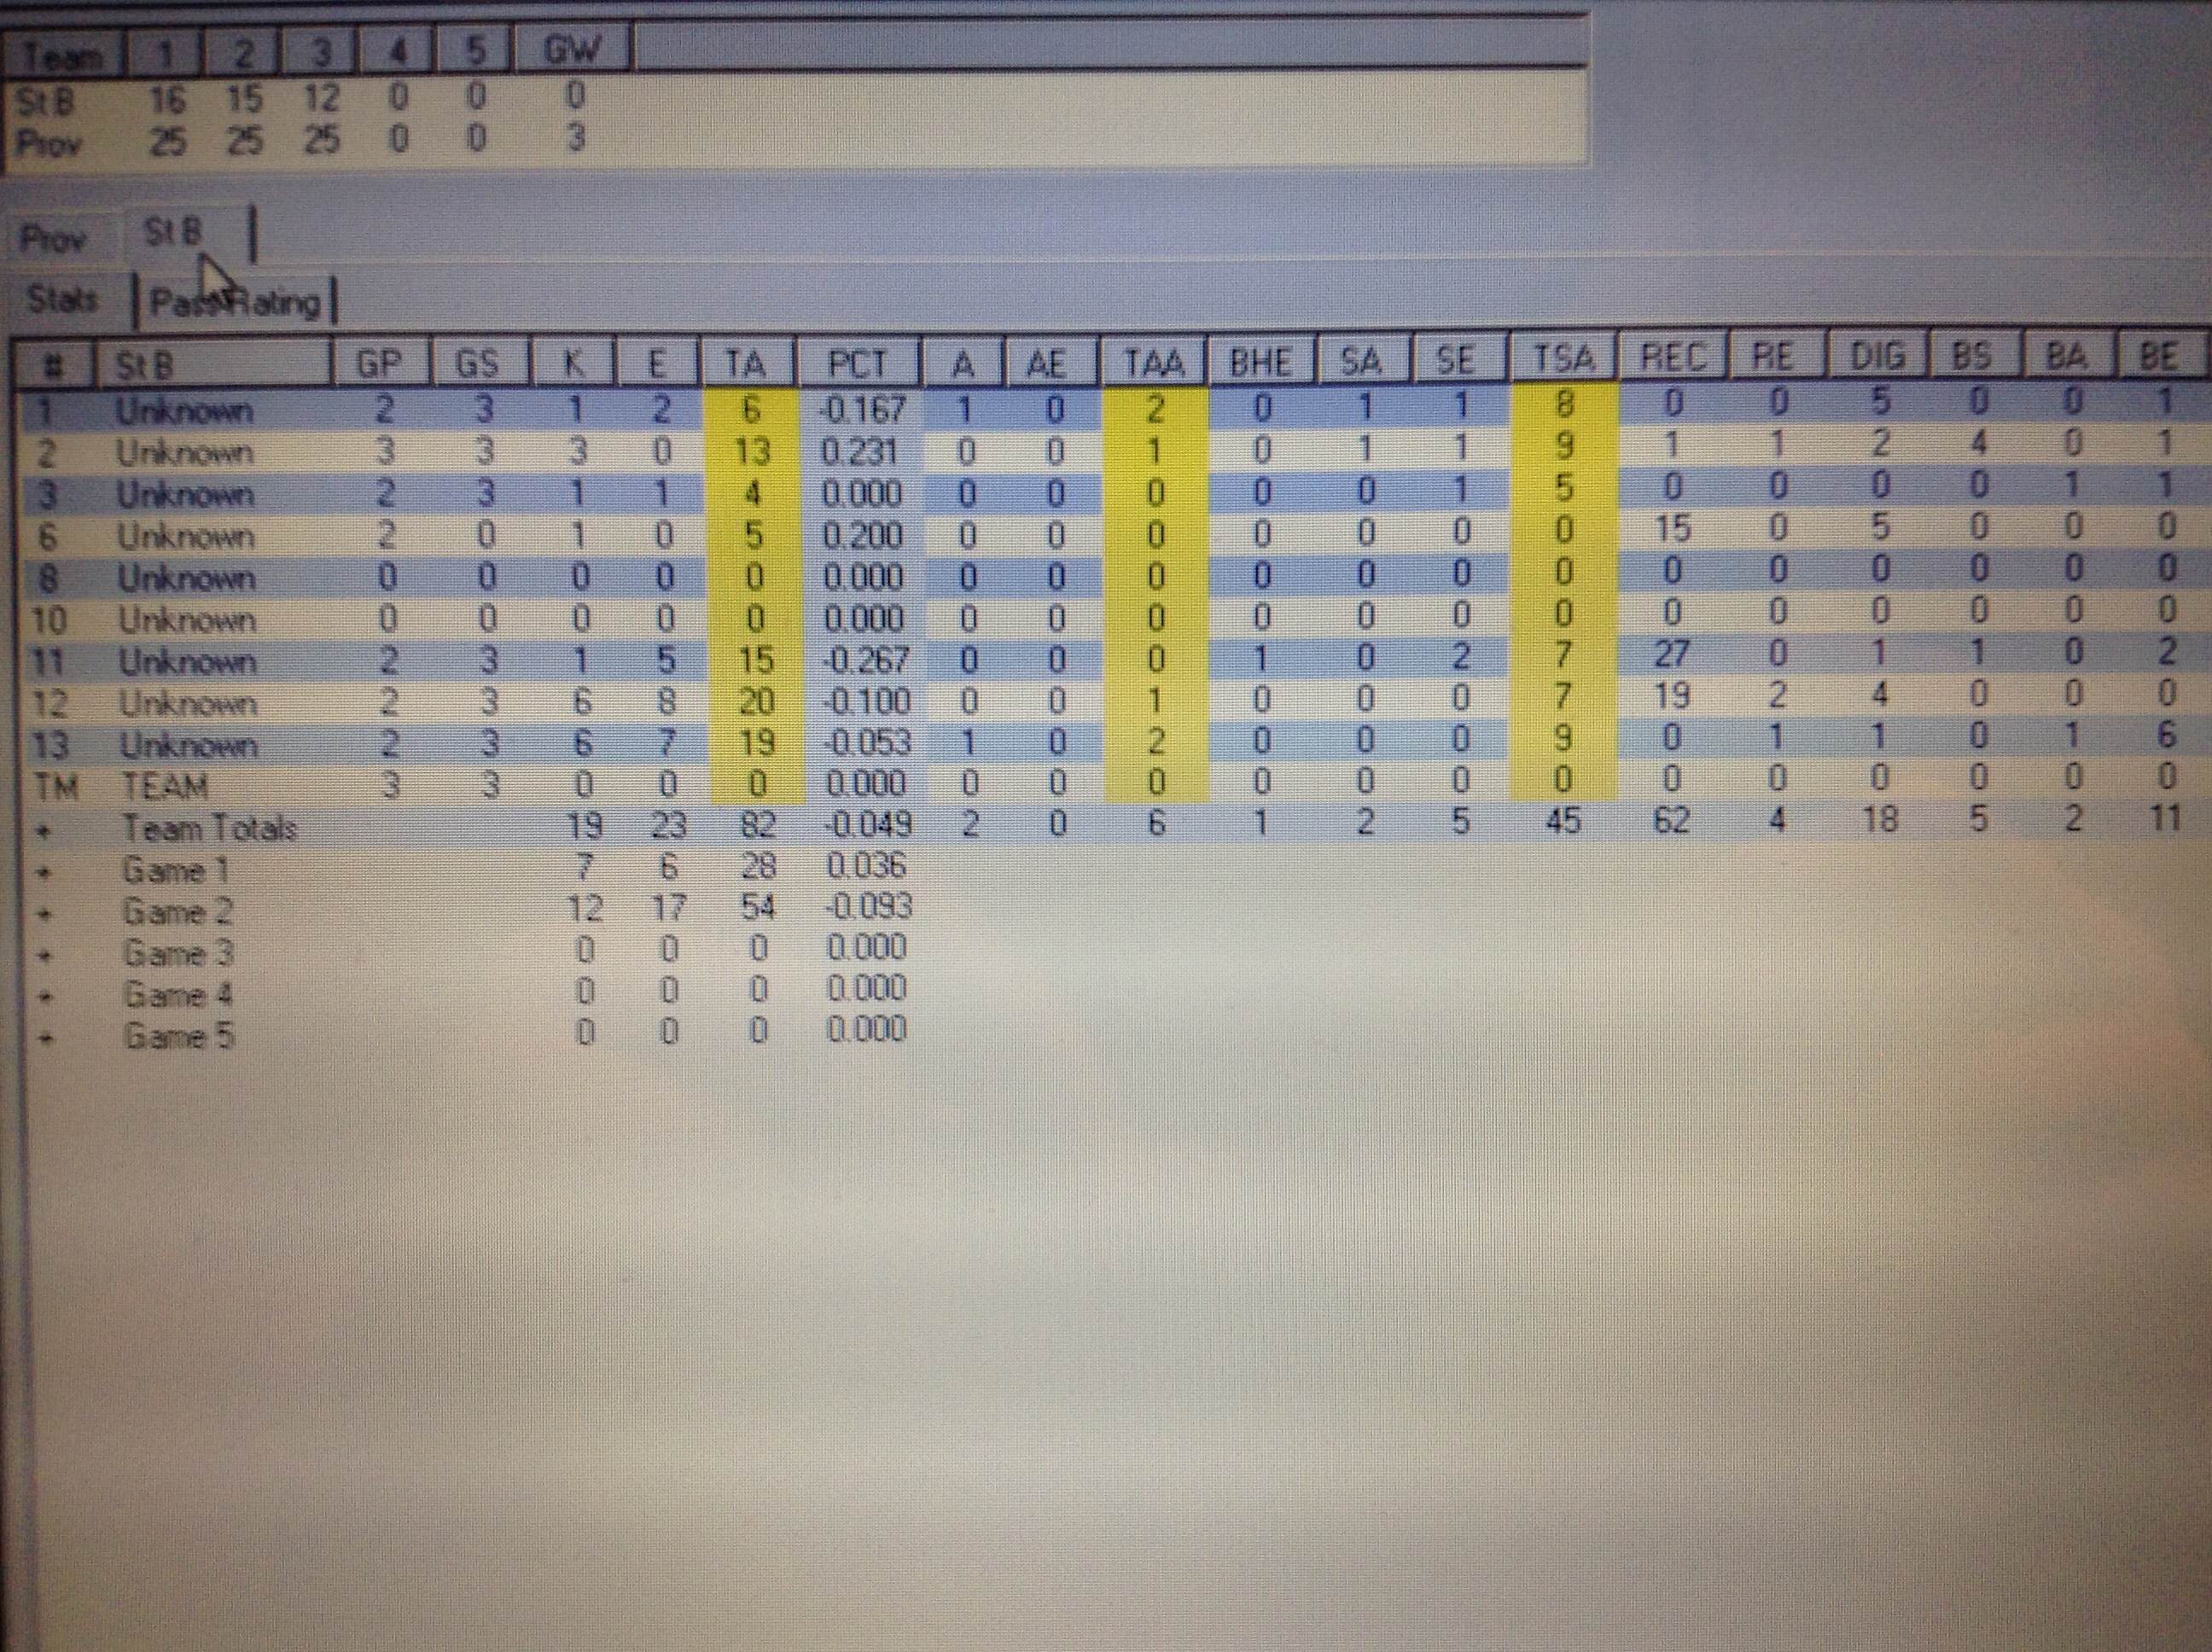 Team 1 2 3 4 5 GW
St B 16 15 12 0 0 0
Prov 25 25 25 0 0 3
Prov St B
Stats Pass Rating
# St B GP GS K E TA PCT A AE TAA BHE SA SE TSA REC RE DIG BS BA BE
1 Unknown 2 3 1 2 6 -0.167 1 0 2 0 1 1 8 0 0 5 0 0 1
2 Unknown 3 3 3 0 13 0.231 0 0 1 0 1 1 9 1 1 2 4 0 1
3 Unknown 2 3 1 1 4 0.000 0 0 0 0 0 1 5 0 0 0 0 1 1
6 Unknown 2 0 1 0 5 0.200 0 0 0 0 0 0 0 15 0 5 0 0 0
8 Unknown 0 0 0 0 0 0.000 0 0 0 0 0 0 0 0 0 0 0 0 0
10 Unknown 0 0 0 0 0 0.000 0 0 0 0 0 0 0 0 0 0 0 0 0
11 Unknown 2 3 1 5 15 -0.267 0 0 0 1 0 2 7 27 0 1 1 0 2
12 Unknown 2 3 6 8 20 -0.100 0 0 1 0 0 0 7 19 2 4 0 0 0
13 Unknown 2 3 6 7 19 -0.053 1 0 2 0 0 0 9 0 1 1 0 1 6
TM TEAM 3 3 0 0 0 0.000 0 0 0 0 0 0 0 0 0 0 0 0 0
+ Team Totals 19 23 82 -0.049 2 0 6 1 2 5 45 62 4 18 5 2 11
+ Game 1 7 6 28 0.036
+ Game 2 12 17 54 -0.093
+ Game 3 0 0 0 0.000
+ Game 4 0 0 0 0.000
+ Game 5 0 0 0 0.000